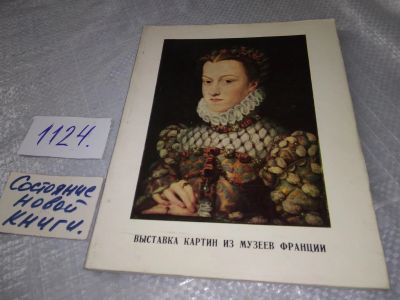 1124.
Состояние
новой
книги.
ВЫСТАВКА КАРТИН ИЗ МУЗЕЕВ ФРАНЦИИ